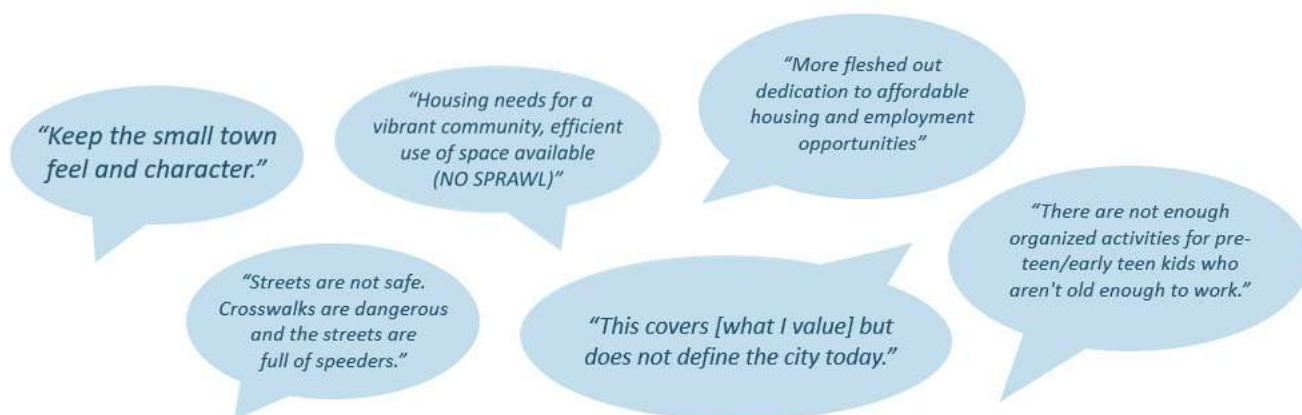 “Keep the small town
feel and character.”
“Housing needs for a
vibrant community, efficient
use of space available
(NO SPRAWL)”
“More fleshed out
dedication to affordable
housing and employment
opportunities”
“Streets are not safe.
Crosswalks are dangerous
and the streets are
full of speeders.”
“This covers [what I value] but
does not define the city today.”
“There are not enough
organized activities for pre-
teen/early teen kids who
aren't old enough to work.”